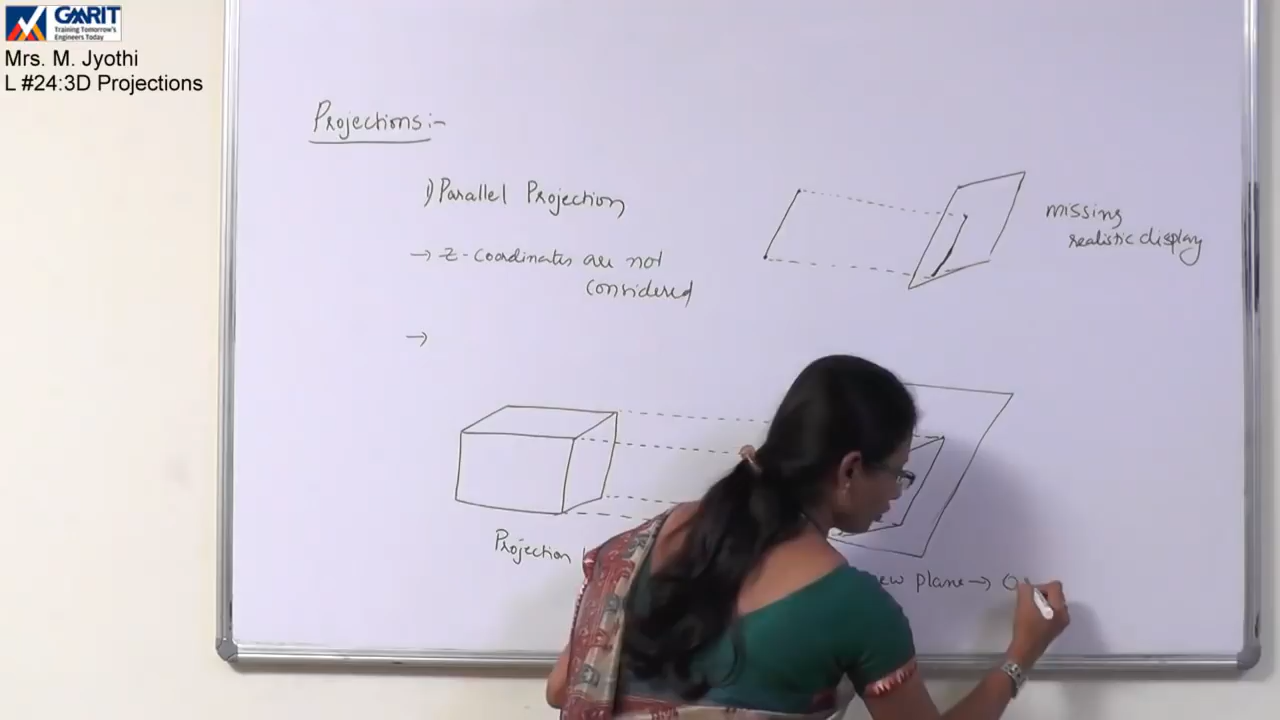 GMRIT
Training Tomorrow's
Engineers Today
Mrs. M. Jyothi
L #24:3D Projections
Projections:-
1) Parallel Projection
→ z-coordinates are not
considered
→
missing
realistic display
Projection
plane →